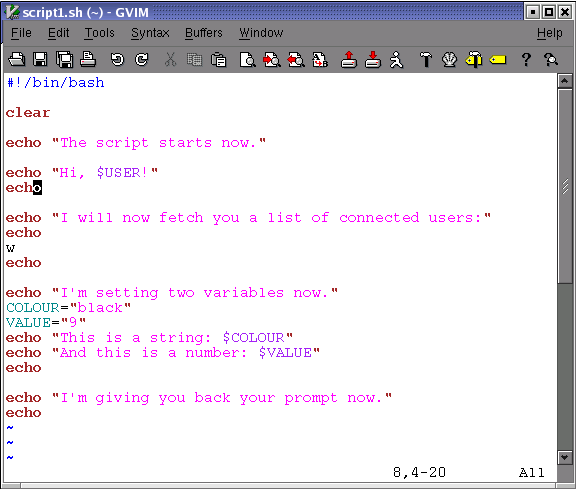 script1.sh (~) - GVIM
File Edit Tools Syntax Buffers Window Help
#!/bin/bash
clear
echo "The script starts now."
echo "Hi, $USER!"
echo
echo "I will now fetch you a list of connected users:"
echo
w
echo
echo "I'm setting two variables now."
COLOUR="black"
VALUE="9"
echo "This is a string: $COLOUR"
echo "And this is a number: $VALUE"
echo
echo "I'm giving you back your prompt now."
echo
~
~
~
8,4-20 All